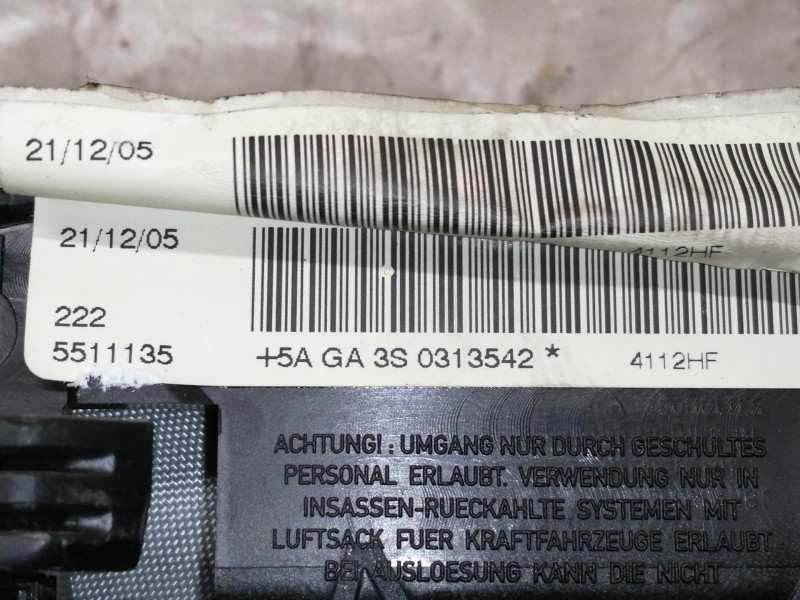 21/12/05
4112HF
21/12/05
222
5511135
+5A GA 3S 0313542 *
4112HF
ACHTUNG! : UMGANG NUR DURCH GESCHULTES
PERSONAL ERLAUBT. VERWENDUNG NUR IN
INSASSEN-RUECKAHLTE SYSTEMEN MIT
LUFTSACK FUER KRAFTFAHRZEUGE ERLAUBT
BEI AUSLOESUNG KANN DIE NICHT